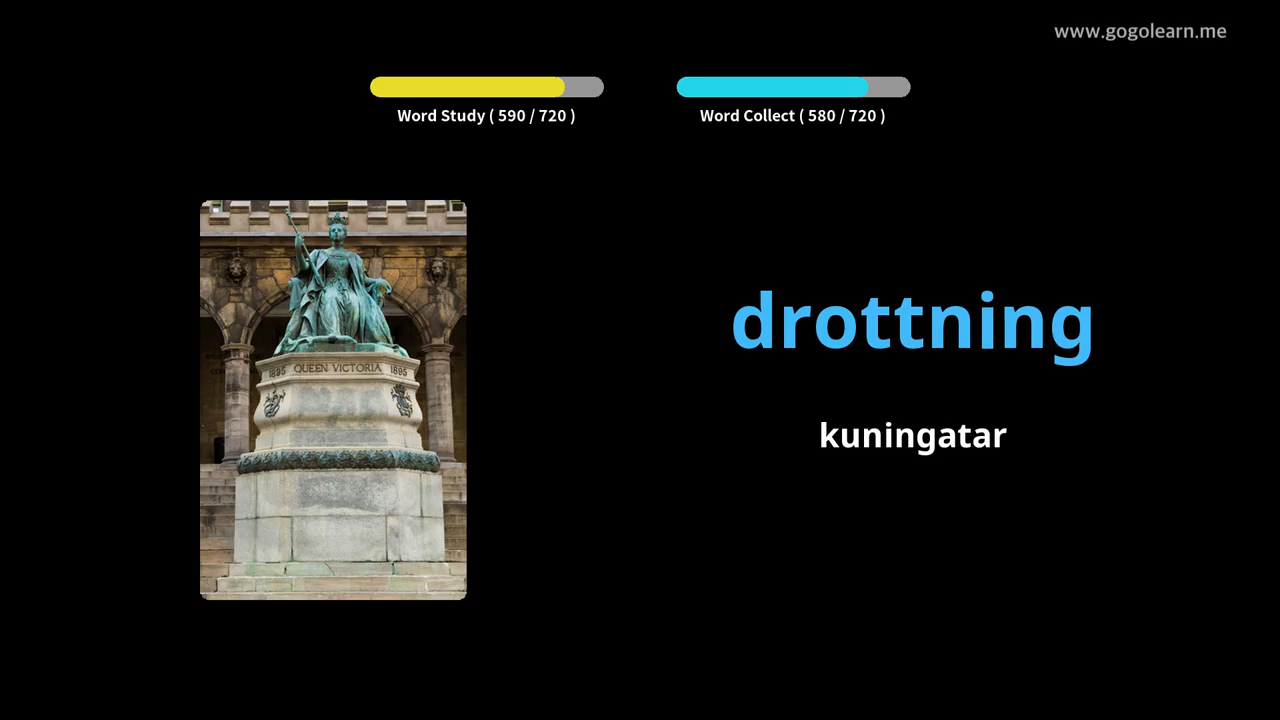 www.gogolearn.me
Word Study ( 590 / 720 )
Word Collect ( 580 / 720 )
1895 QUEEN VICTORIA 1895
drottning
kuningatar